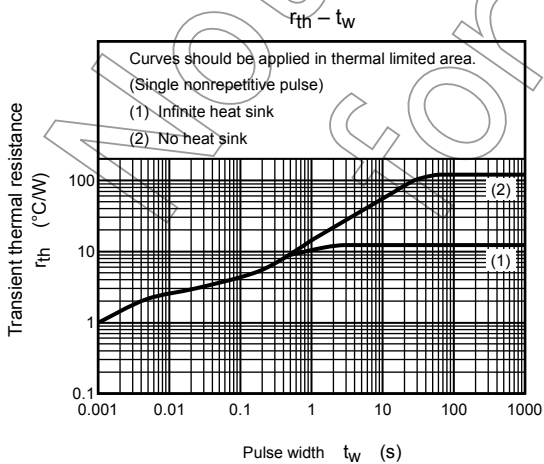 rth – tw
Curves should be applied in thermal limited area.
(Single nonrepetitive pulse)
(1) Infinite heat sink
(2) No heat sink
Transient thermal resistance
rth (°C/W)
100
10
1
0.1
(2)
(1)
0.001 0.01 0.1 1 10 100 1000
Pulse width tw (s)